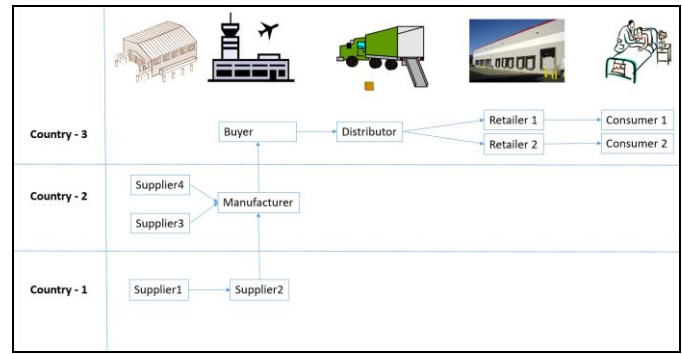 Country - 3
Buyer
Distributor
Retailer 1
Consumer 1
Retailer 2
Consumer 2
Country - 2
Supplier4
Manufacturer
Supplier3
Country - 1
Supplier1
Supplier2